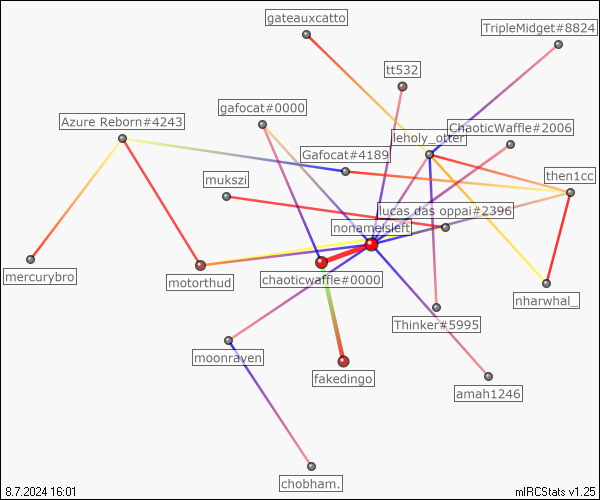 gateauxcatto
TripleMidget#8824
tt532
gafocat#0000
Azure Reborn#4243
ChaoticWaffle#2006
leholy_otter
Gafocat#4189
then1cc
mukszi
lucas das oppai#2396
nonameisleft
mercurybro
motorthud
chaoticwaffle#0000
nharwhal_
Thinker#5995
moonraven
fakedingo
amah1246
chobham.
8.7.2024 16:01
mIRCStats v1.25